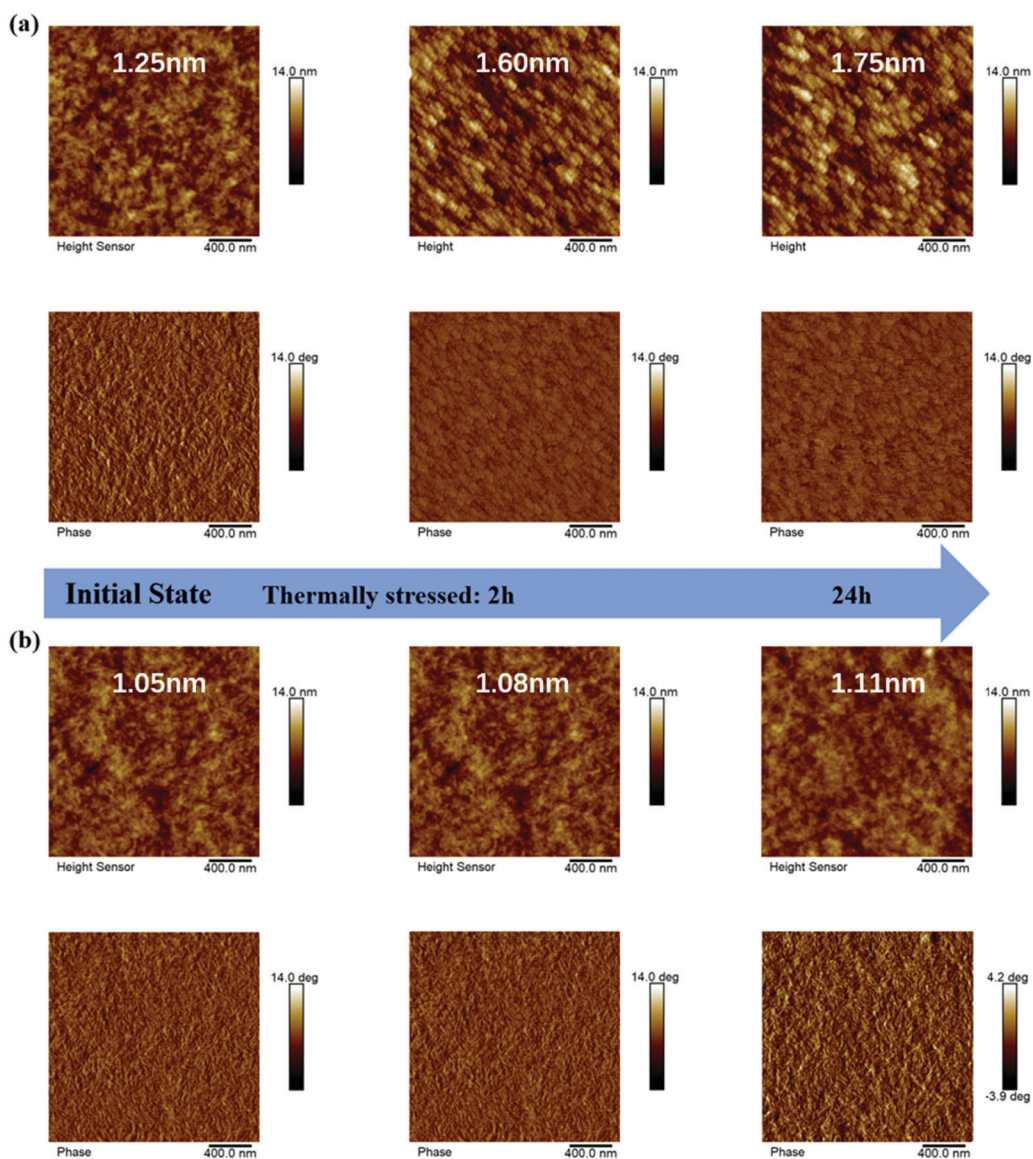 (a)
1.25nm
14.0 nm
Height Sensor
400.0 nm
1.60nm
14.0 nm
Height
400.0 nm
1.75nm
14.0 nm
Height
400.0 nm
14.0 deg
Phase
400.0 nm
14.0 deg
Phase
400.0 nm
14.0 deg
Phase
400.0 nm
Initial State Thermally stressed: 2h 24h
(b)
1.05nm
14.0 nm
Height Sensor
400.0 nm
1.08nm
14.0 nm
Height Sensor
400.0 nm
1.11nm
14.0 nm
Height Sensor
400.0 nm
14.0 deg
Phase
400.0 nm
14.0 deg
Phase
400.0 nm
4.2 deg
-3.9 deg
Phase
400.0 nm